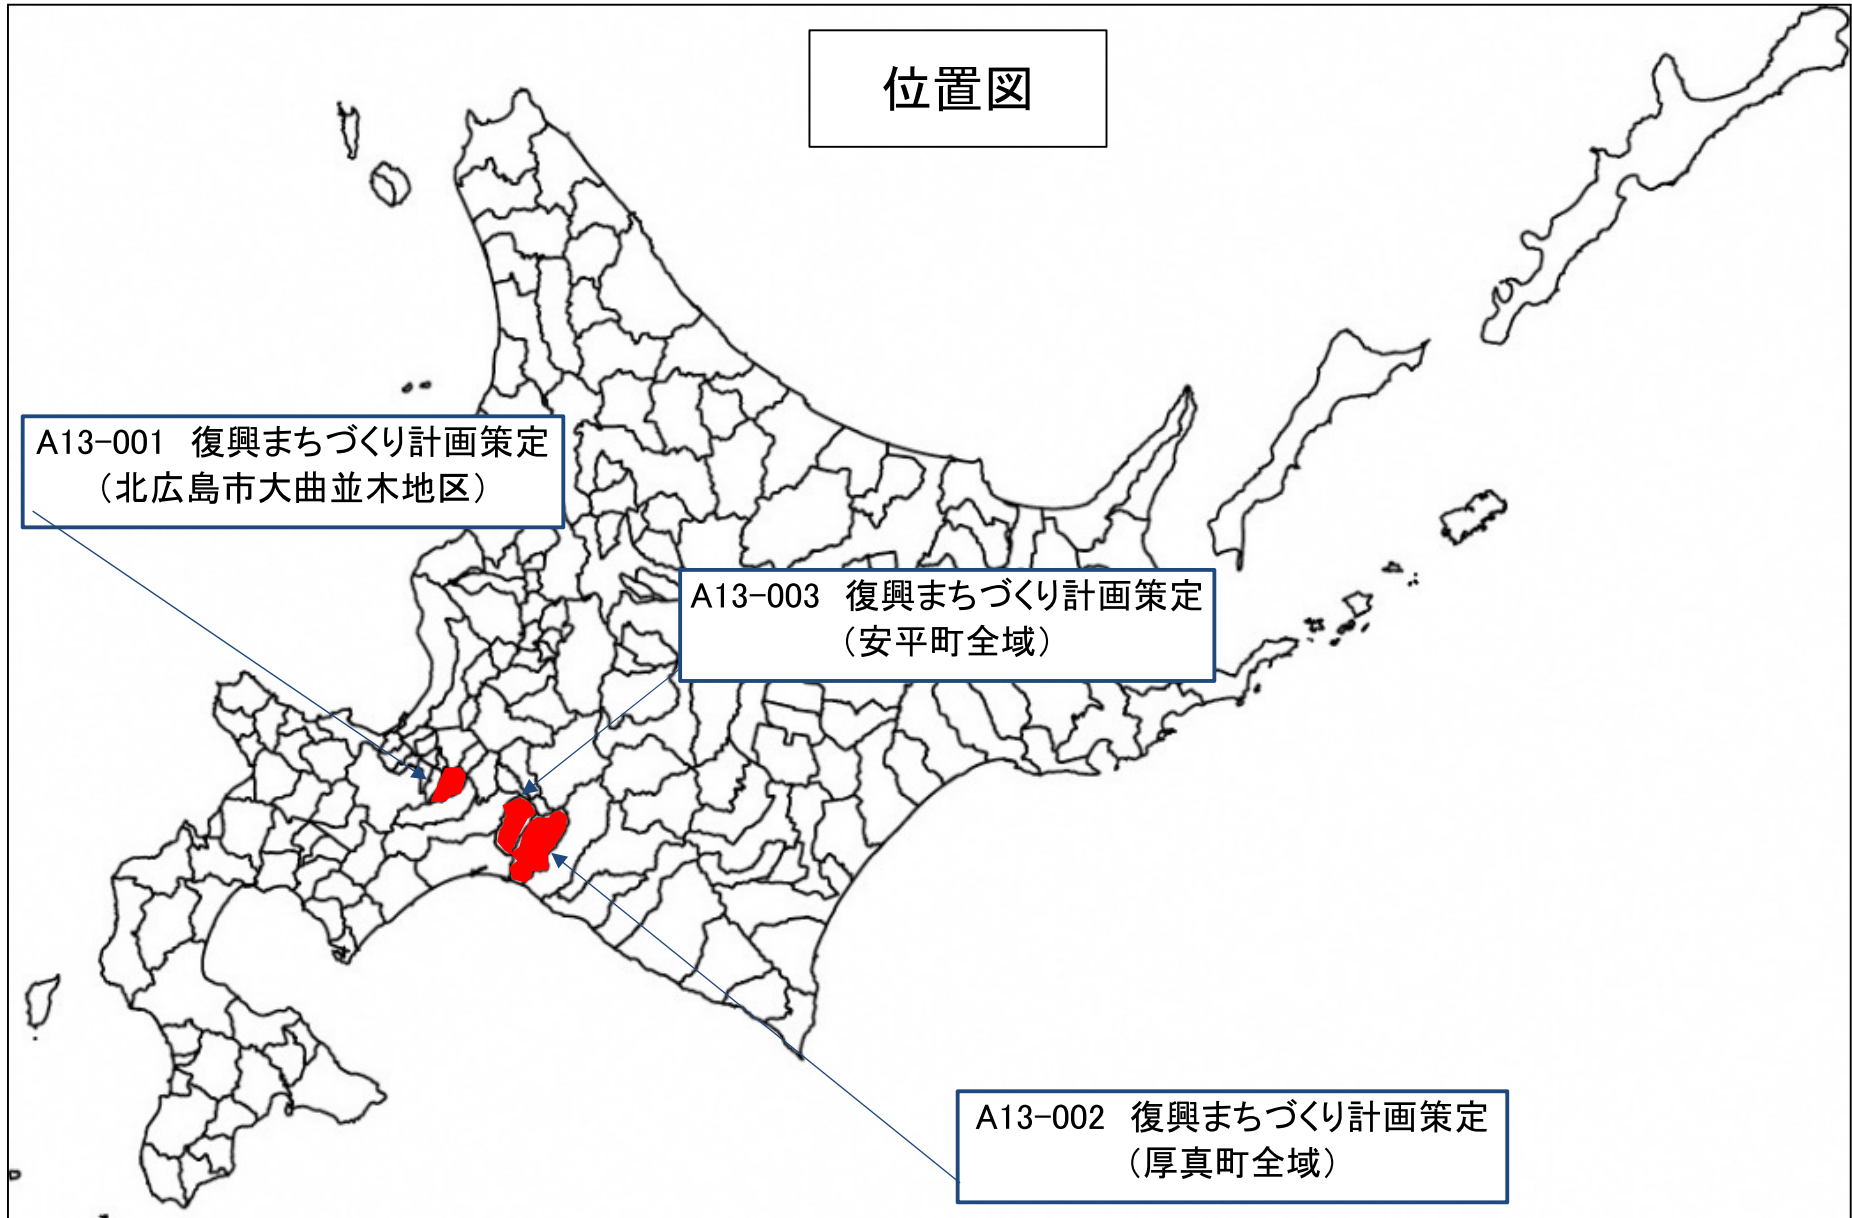 位置図
A13-001　復興まちづくり計画策定
（北広島市大曲並木地区）
A13-003　復興まちづくり計画策定
（安平町全域）
A13-002　復興まちづくり計画策定
（厚真町全域）